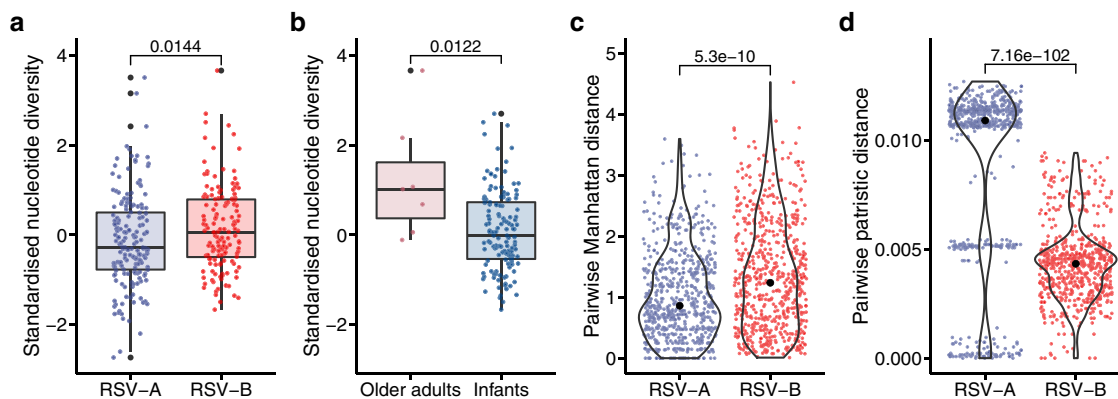 a
0.0144
Standardised nucleotide diversity
4
2
0
−2
RSV−A RSV−B
b
0.0122
Standardised nucleotide diversity
4
2
0
−2
Older adults Infants
c
5.3e−10
Pairwise Manhattan distance
5
4
3
2
1
0
RSV−A RSV−B
d
7.16e−102
Pairwise patristic distance
0.010
0.005
0.000
RSV−A RSV−B